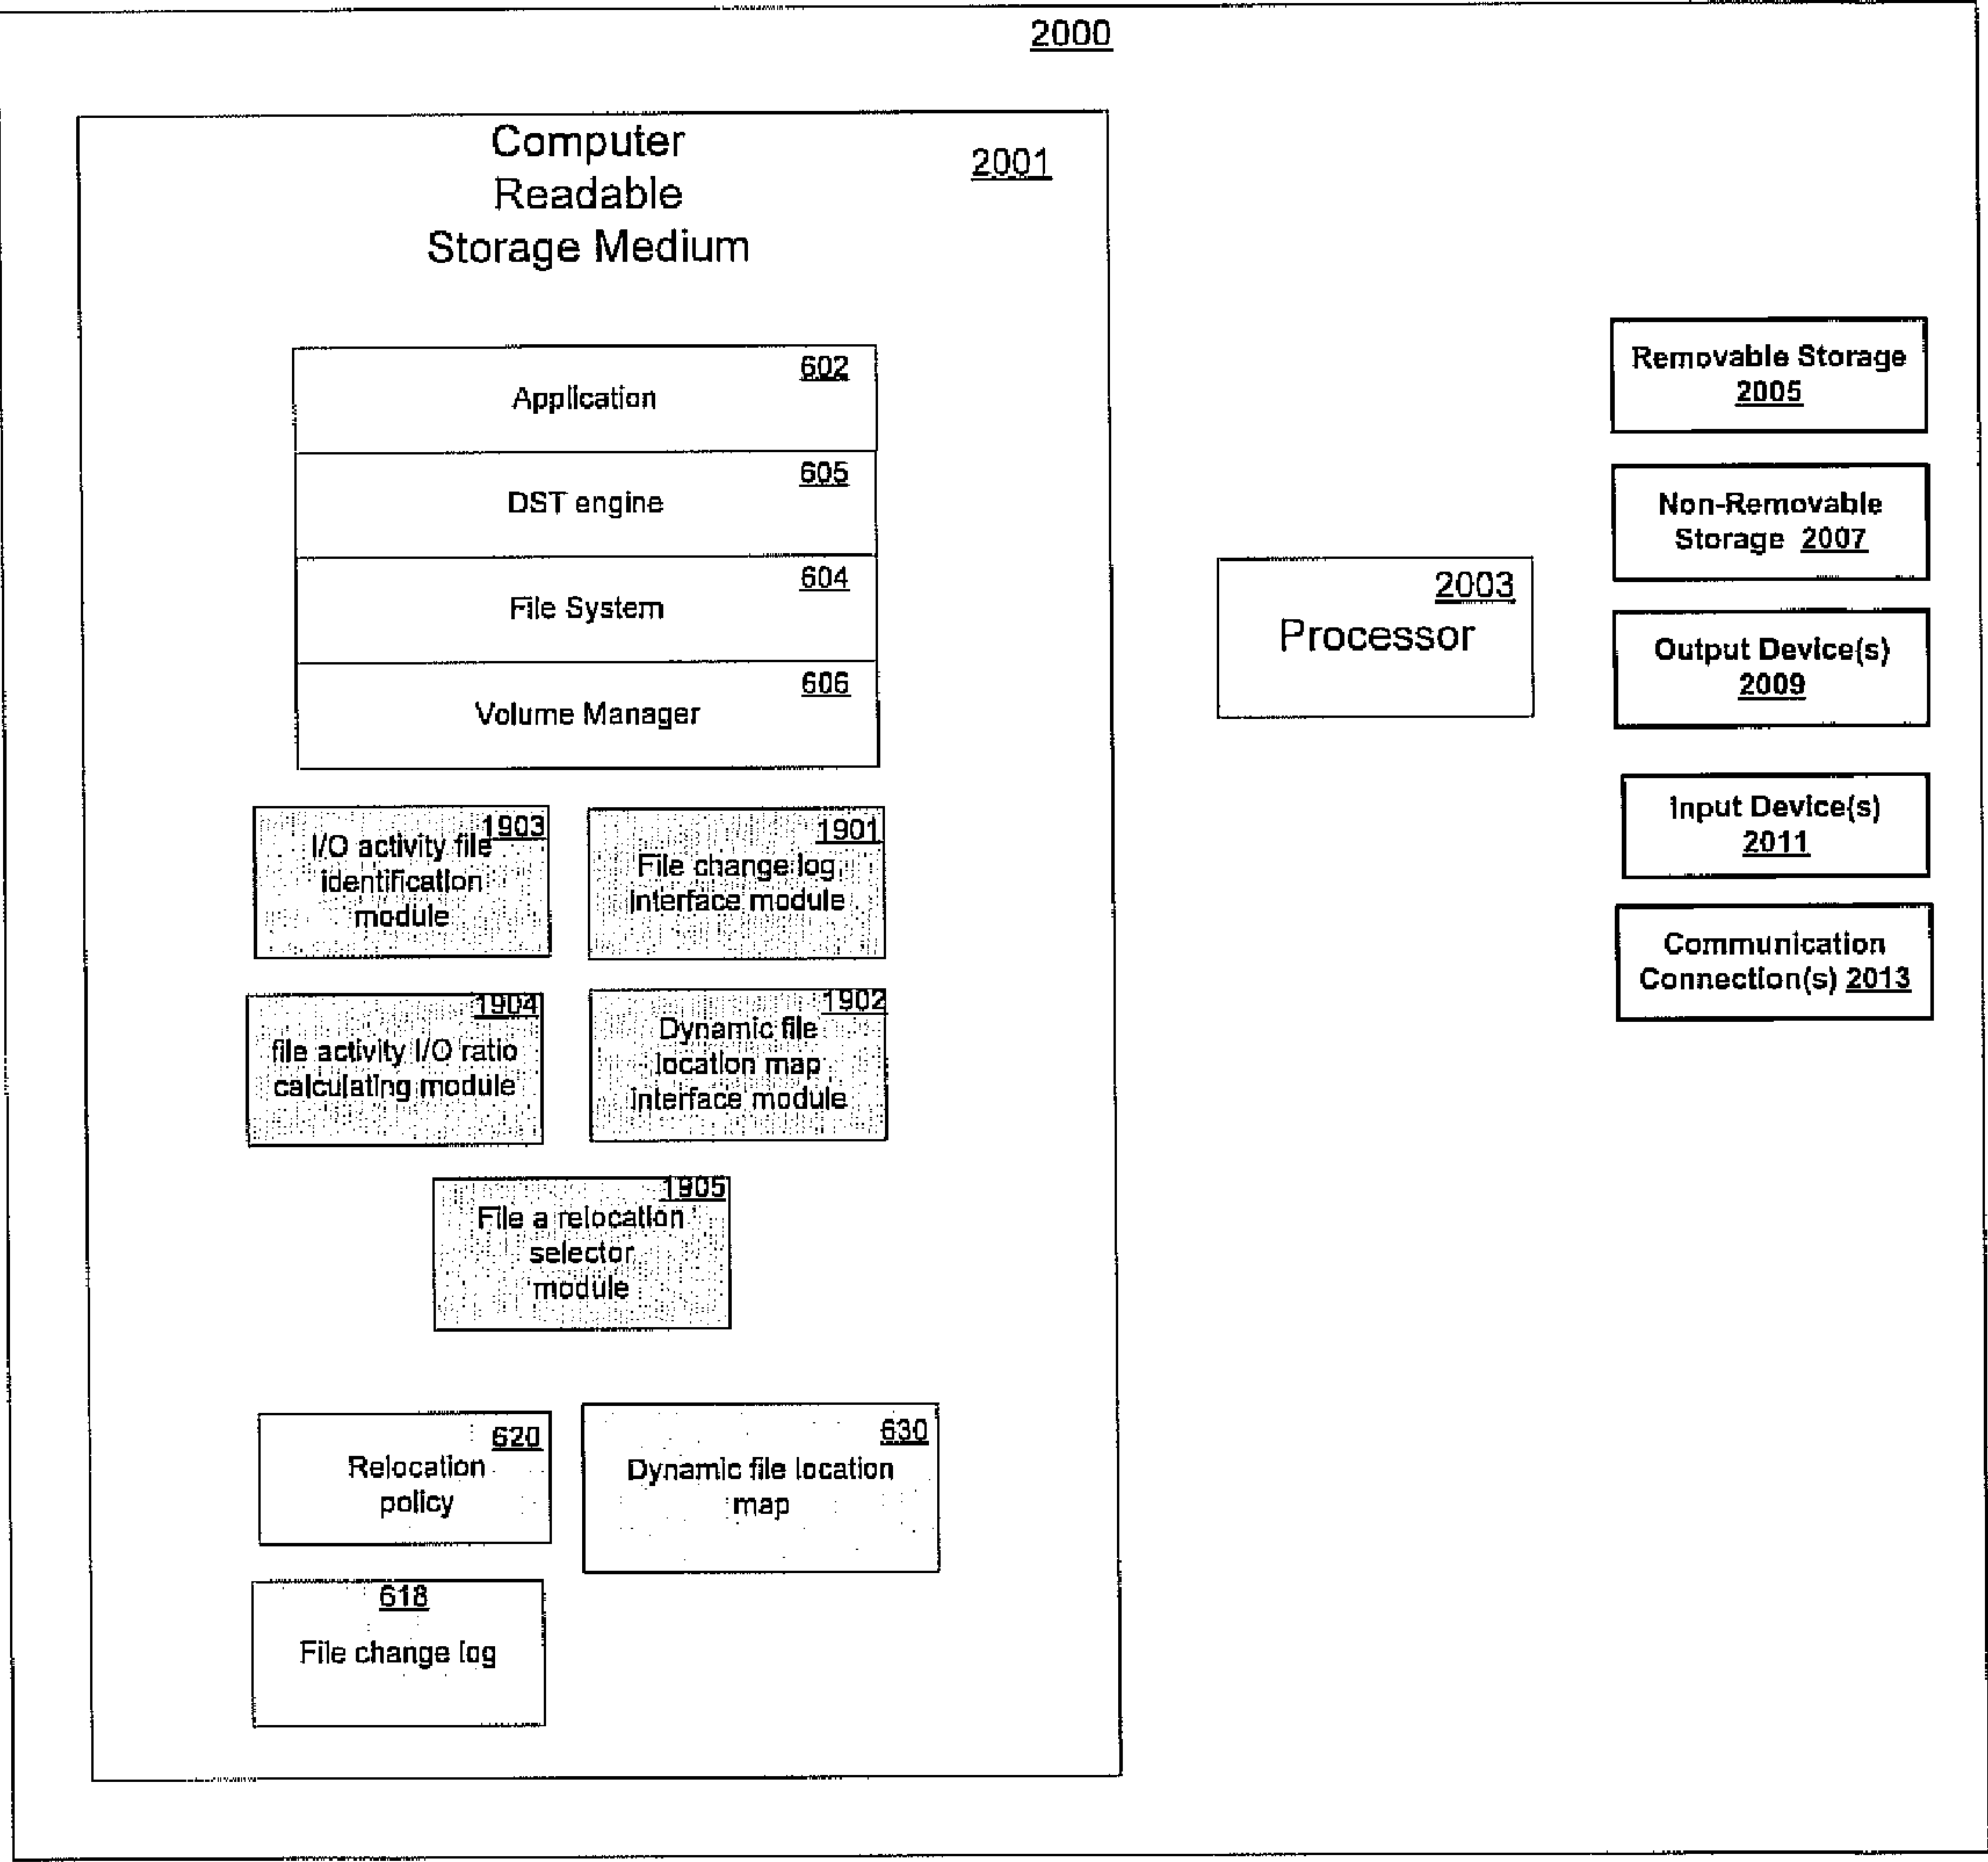 2000
Computer
Readable
Storage Medium
2001
602
Application
605
DST engine
604
File System
606
Volume Manager
1903
I/O activity file
identification
module
1901
File change log
interface module
1904
file activity I/O ratio
calculating module
1902
Dynamic file
location map
interface module
1905
File a relocation
selector
module
620
Relocation
policy
630
Dynamic file location
map
618
File change log
2003
Processor
Removable Storage
2005
Non-Removable
Storage 2007
Output Device(s)
2009
Input Device(s)
2011
Communication
Connection(s) 2013